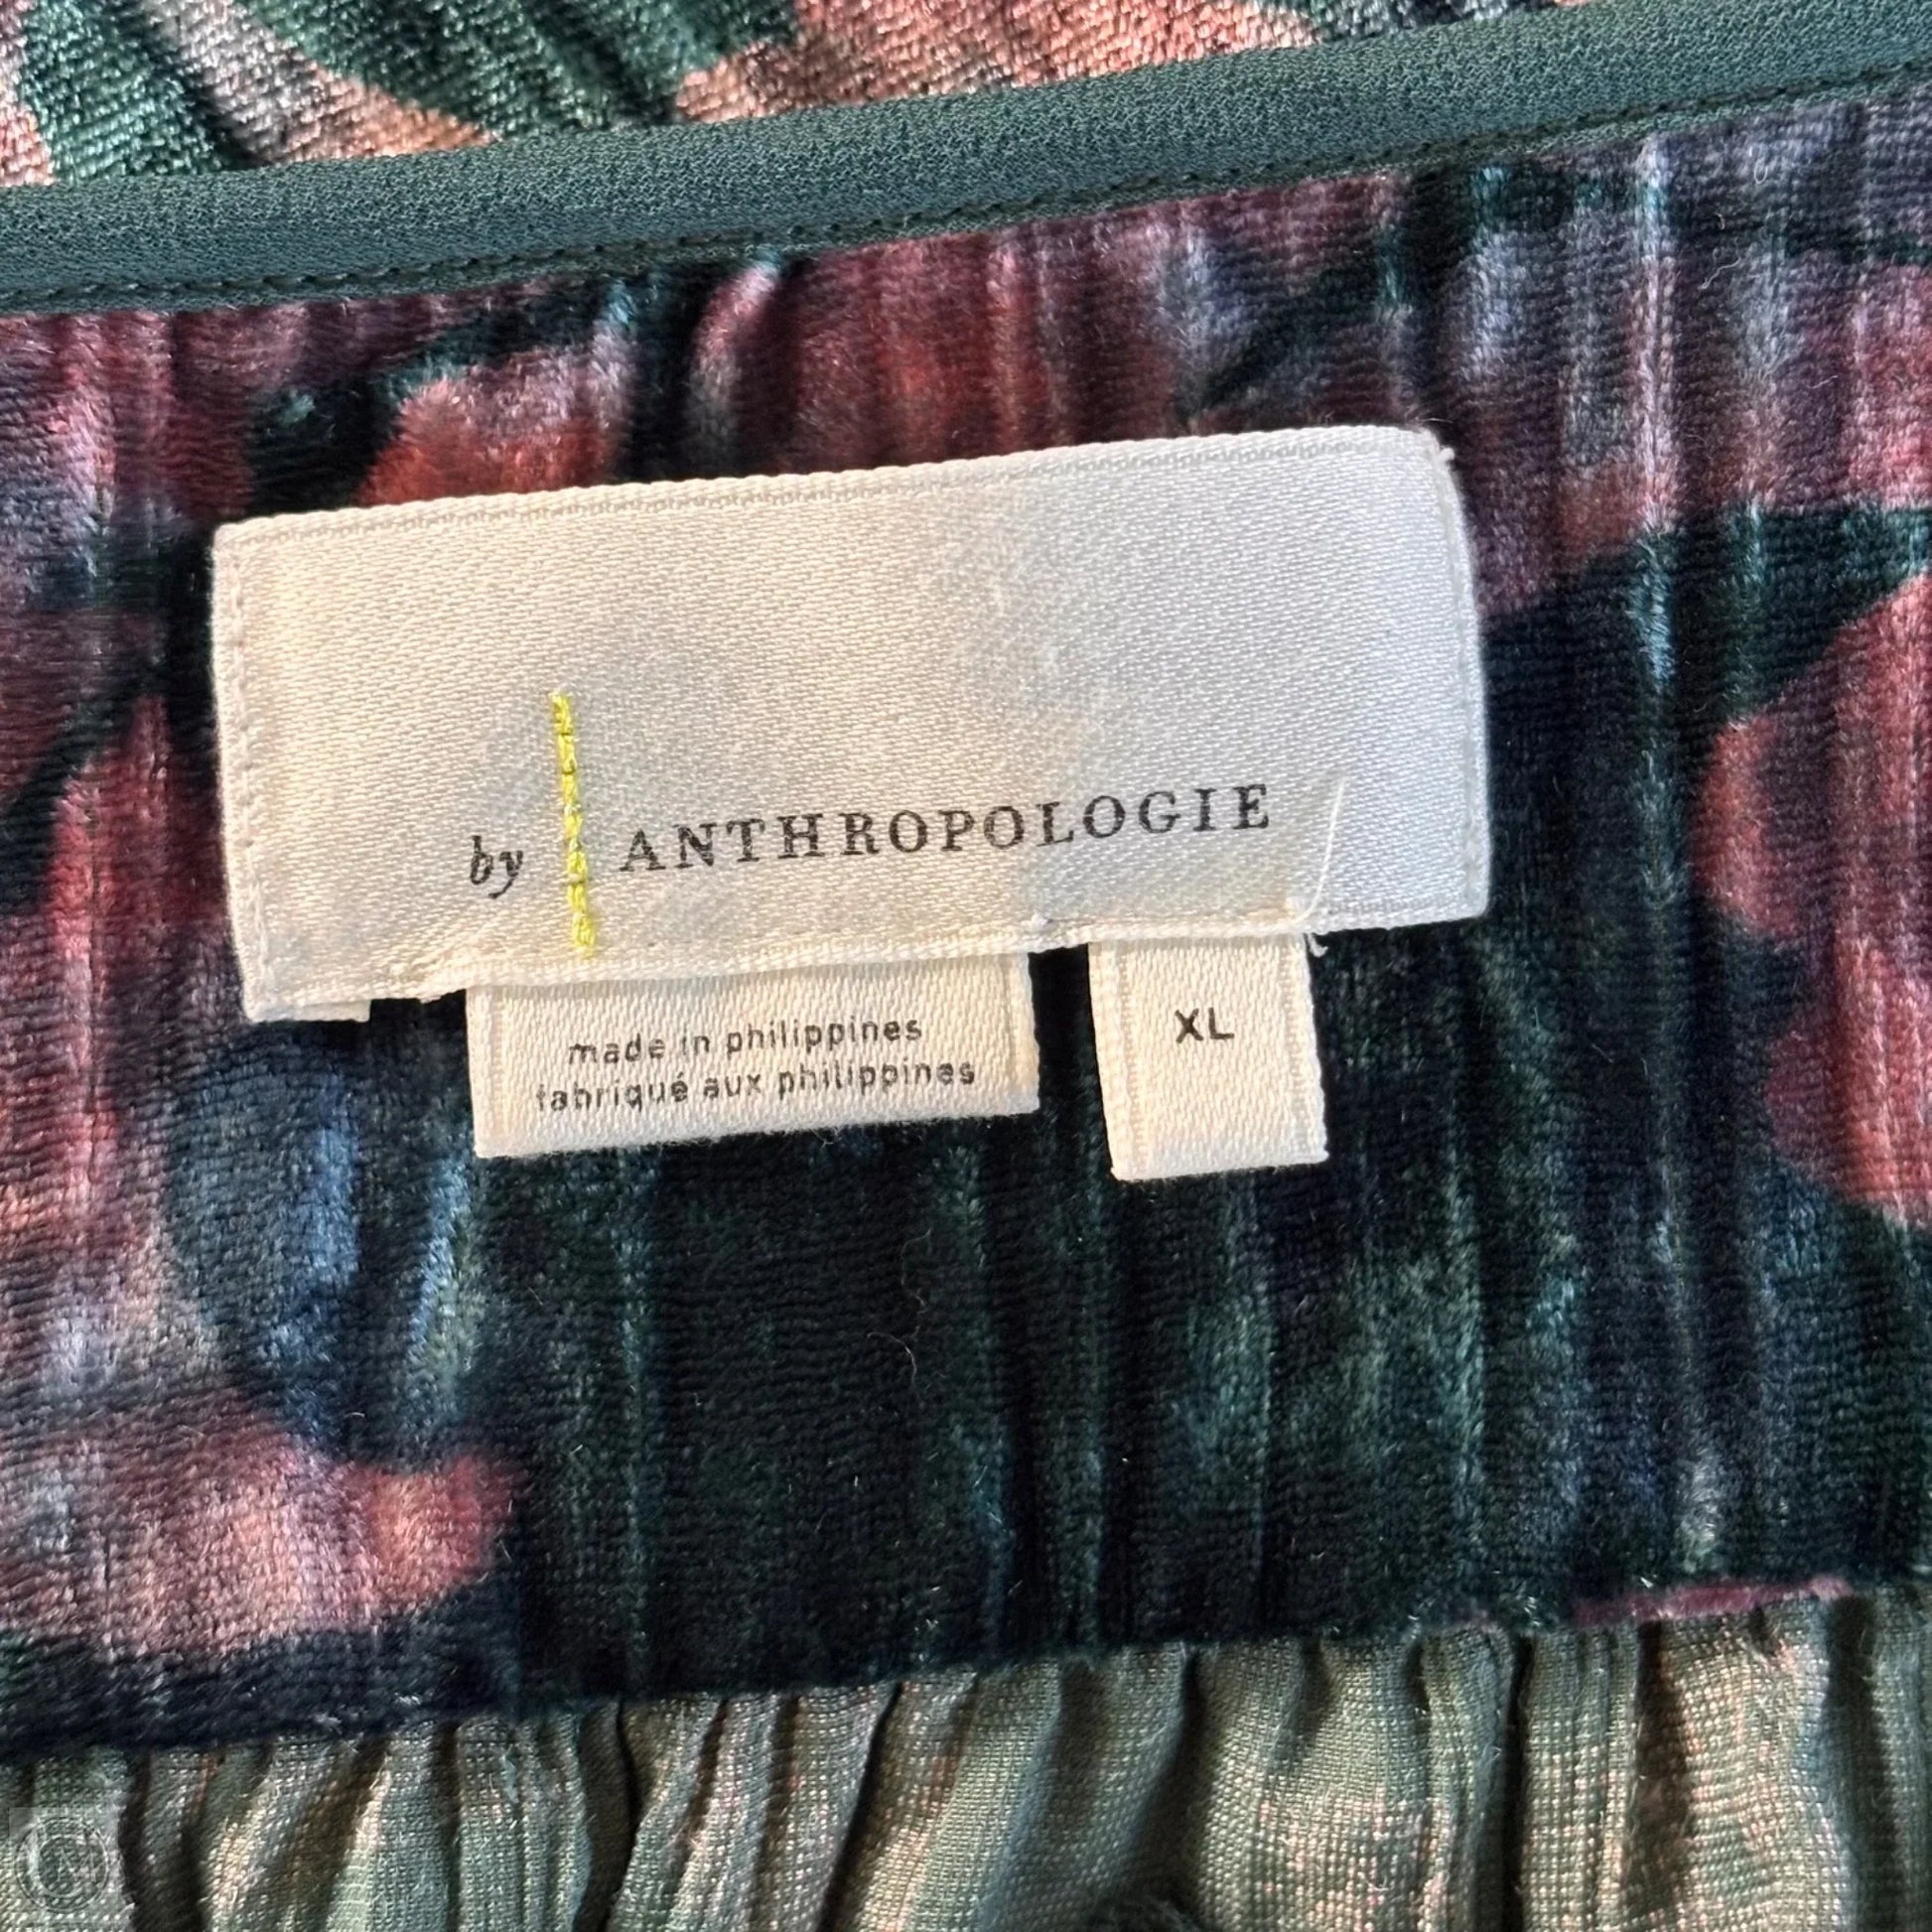 by ANTHROPOLOGIE
made in philippines
fabriqué aux philippines
XL